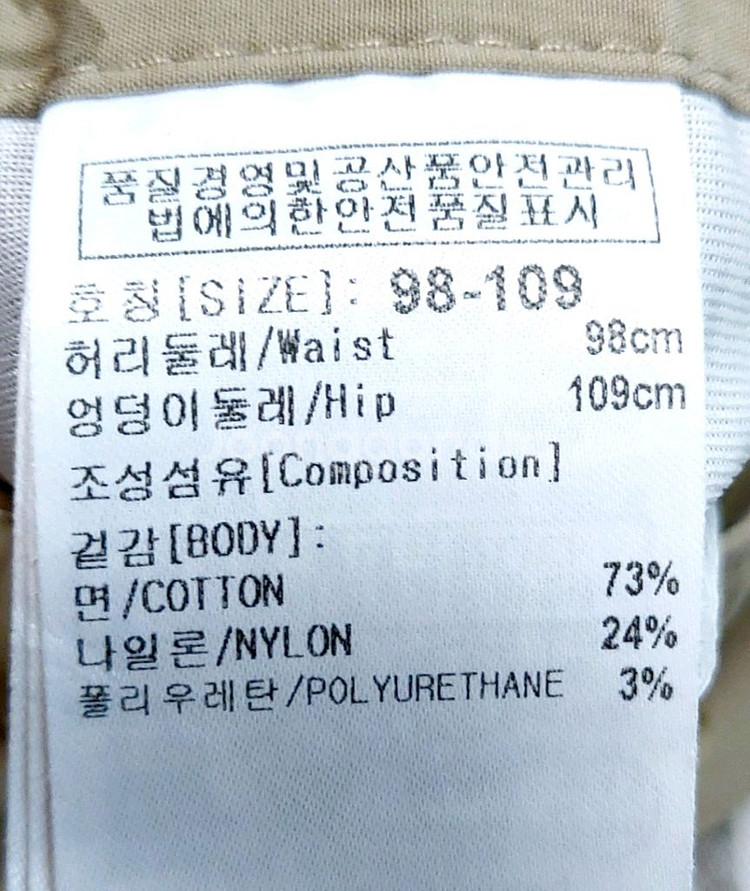 품질경영및공산품안전관리
법에의한안전품질표시
호칭[SIZE]: 98-109
허리둘레/Waist 98cm
엉덩이둘레/Hip 109cm
조성섬유[Composition]
겉감[BODY]:
면/COTTON 73%
나일론/NYLON 24%
폴리우레탄/POLYURETHANE 3%